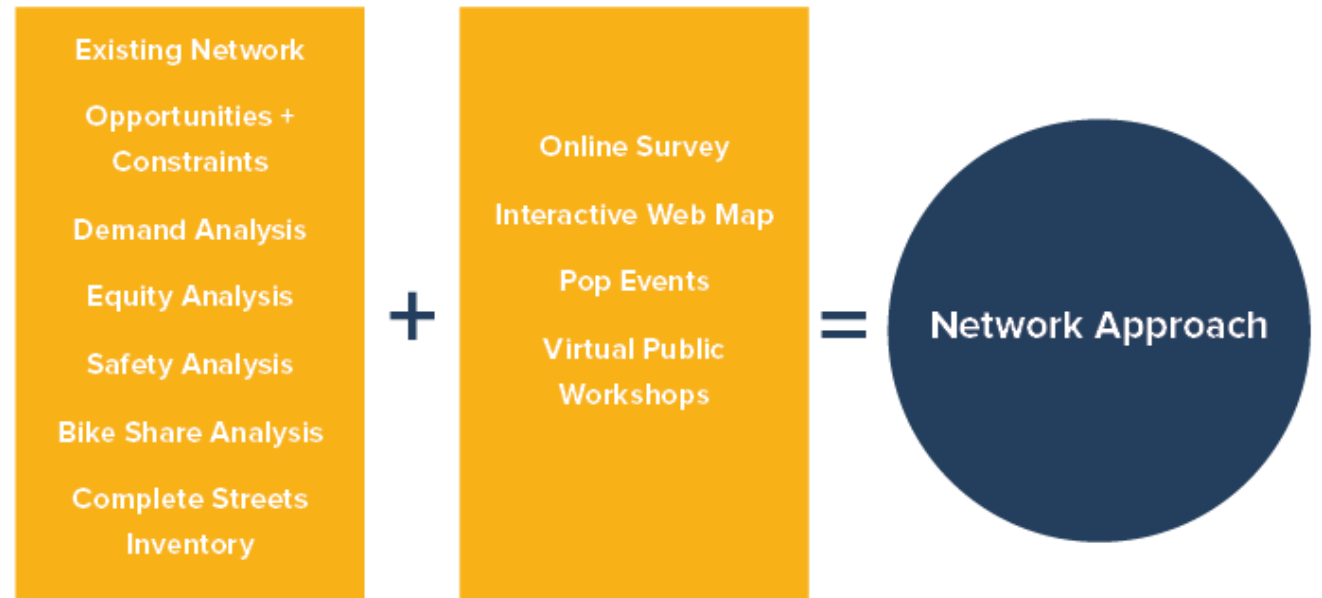 Existing Network
Opportunities +
Constraints
Demand Analysis
Equity Analysis
Safety Analysis
Bike Share Analysis
Complete Streets
Inventory
+
Online Survey
Interactive Web Map
Pop Events
Virtual Public
Workshops
=
Network Approach